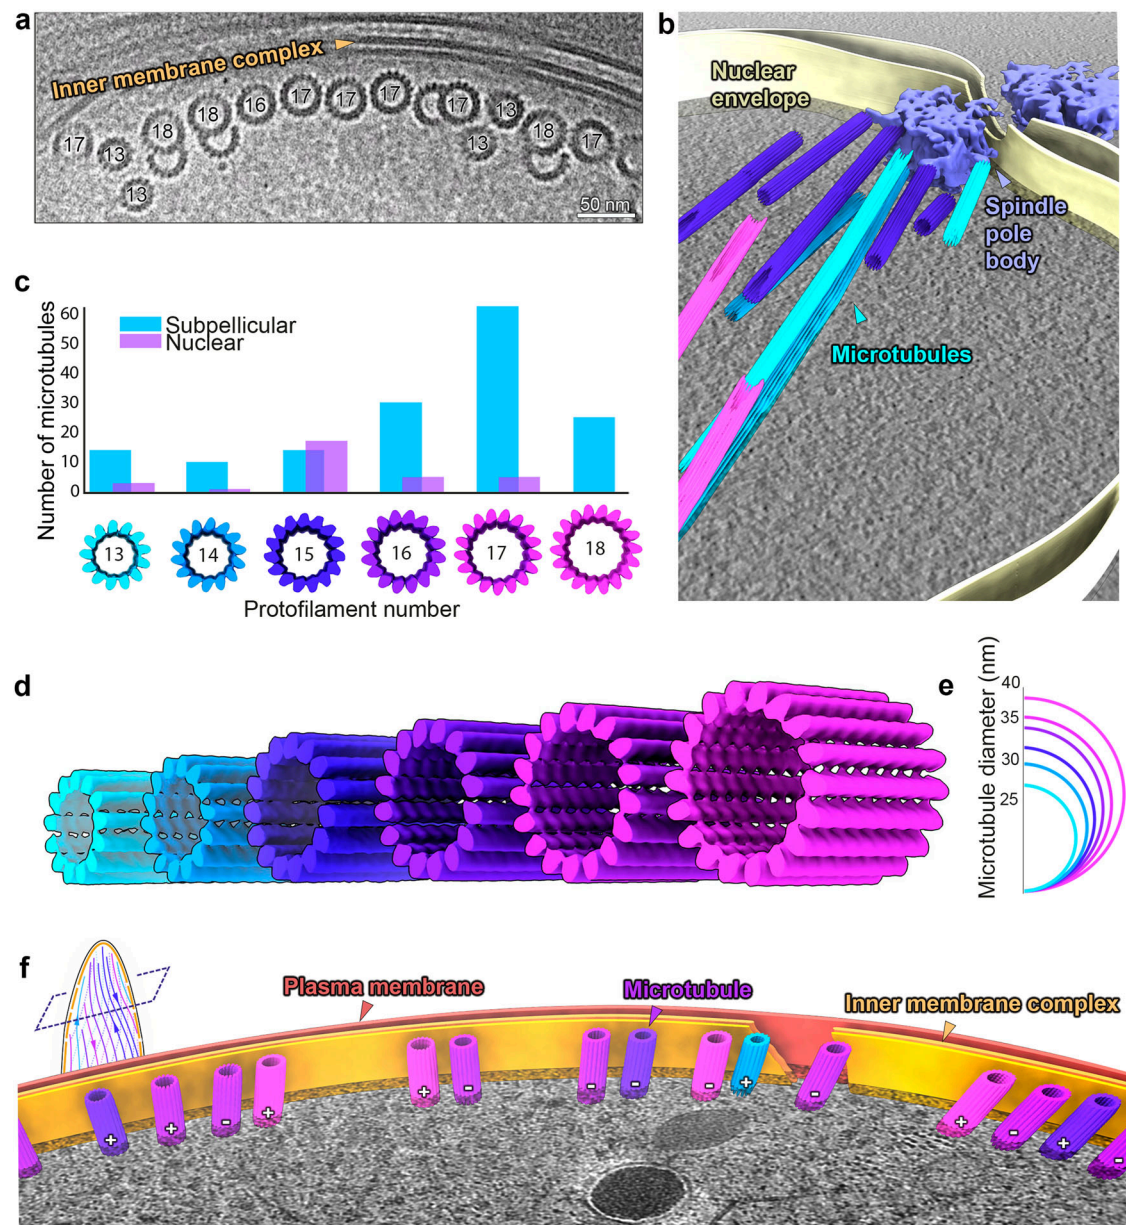 a
Inner membrane complex
17
13
13
18
18
16
17
17
17
17
13
13
18
17
50 nm
b
Nuclear
envelope
Spindle
pole
body
Microtubules
c
Number of microtubules
60
50
40
30
20
10
0
Subpellicular
Nuclear
13
14
15
16
17
18
Protofilament number
d
e
Microtubule diameter (nm)
40
35
30
25
f
Plasma membrane
Microtubule
Inner membrane complex
+
+
-
+
+
-
-
-
-
+
-
+
-
+
-